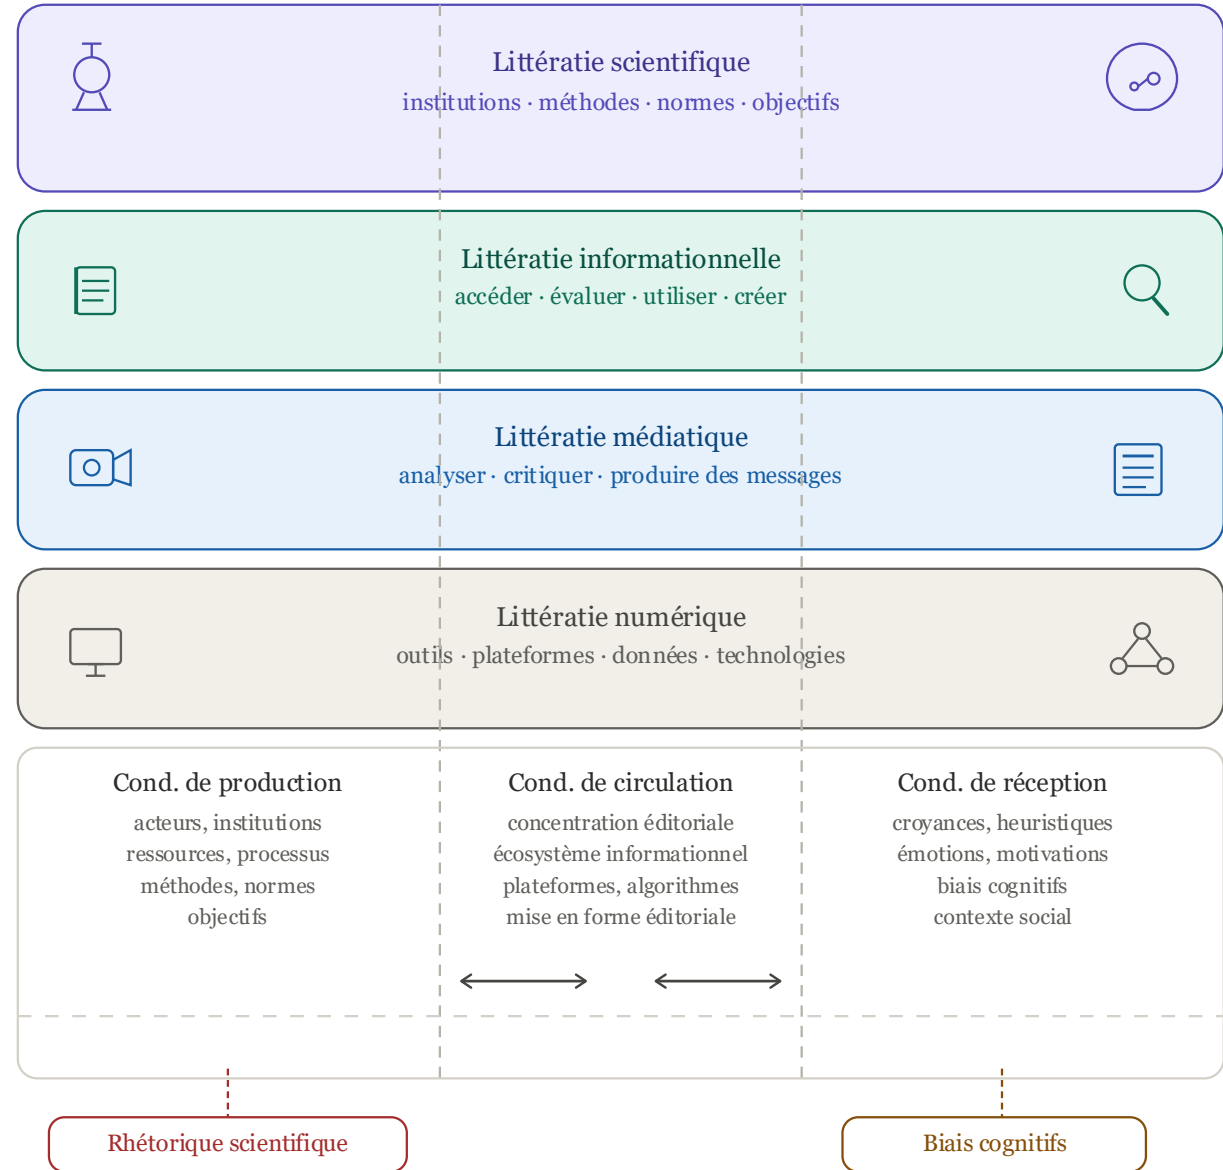 Littératie scientifique
institutions · méthodes · normes · objectifs
Littératie informationnelle
accéder · évaluer · utiliser · créer
Littératie médiatique
analyser · critiquer · produire des messages
Littératie numérique
outils · plateformes · données · technologies
Cond. de production
acteurs, institutions
ressources, processus
méthodes, normes
objectifs
Cond. de circulation
concentration éditoriale
écosystème informationnel
plateformes, algorithmes
mise en forme éditoriale
Cond. de réception
croyances, heuristiques
émotions, motivations
biais cognitifs
contexte social
Rhétorique scientifique
Biais cognitifs